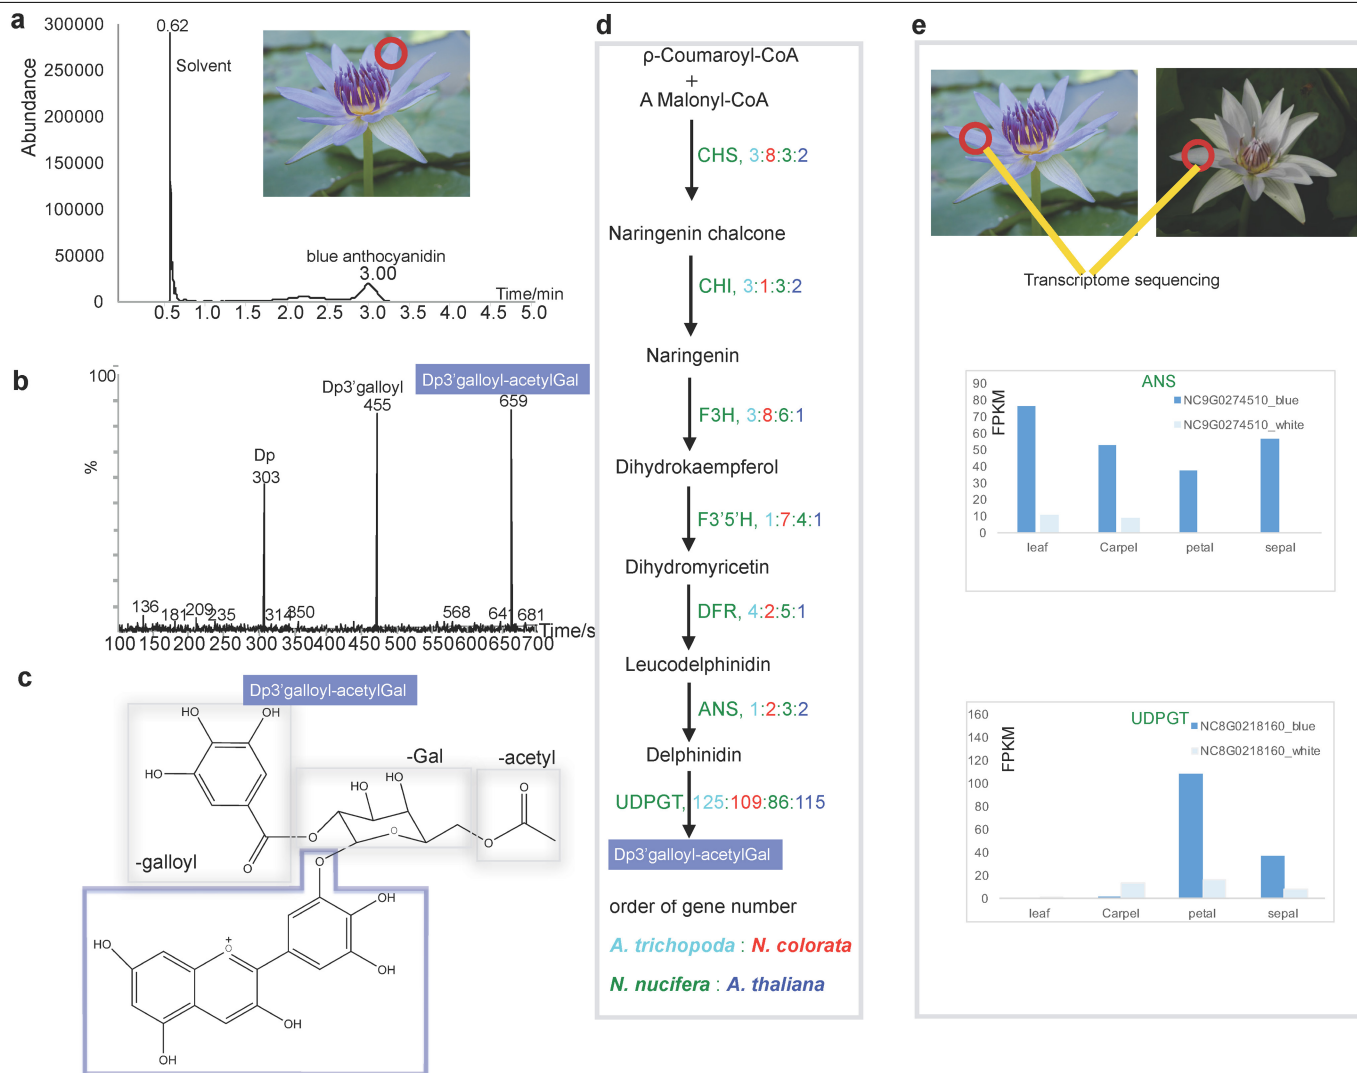 a
300000
250000
200000
150000
100000
50000
0
Abundance
0.62
Solvent
blue anthocyanidin
3.00
Time/min
0.5 1.0 1.5 2.0 2.5 3.0 3.5 4.0 4.5 5.0
b
100
%
Dp
303
Dp3'galloyl
455
Dp3'galloyl-acetylGal
659
136 181 209 235 314 350 568 641 681
100 150 200 250 300 350 400 450 500 550 600 650 700
Time/s
c
Dp3'galloyl-acetylGal
HO OH
HO
-galloyl
O
O
-Gal
HO HO
O
O
-acetyl
O
O
OH
OH
HO
+
O
OH
OH
d
ρ-Coumaroyl-CoA
+
A Malonyl-CoA
CHS, 3:8:3:2
Naringenin chalcone
CHI, 3:1:3:2
Naringenin
F3H, 3:8:6:1
Dihydrokaempferol
F3'5'H, 1:7:4:1
Dihydromyricetin
DFR, 4:2:5:1
Leucodelphinidin
ANS, 1:2:3:2
Delphinidin
UDPGT, 125:109:86:115
Dp3'galloyl-acetylGal
order of gene number
A. trichopoda : N. colorata
N. nucifera : A. thaliana
e
Transcriptome sequencing
ANS
FPKM
90
80
70
60
50
40
30
20
10
0
NC9G0274510_blue
NC9G0274510_white
leaf Carpel petal sepal
UDPGT
FPKM
160
140
120
100
80
60
40
20
0
NC8G0218160_blue
NC8G0218160_white
leaf Carpel petal sepal